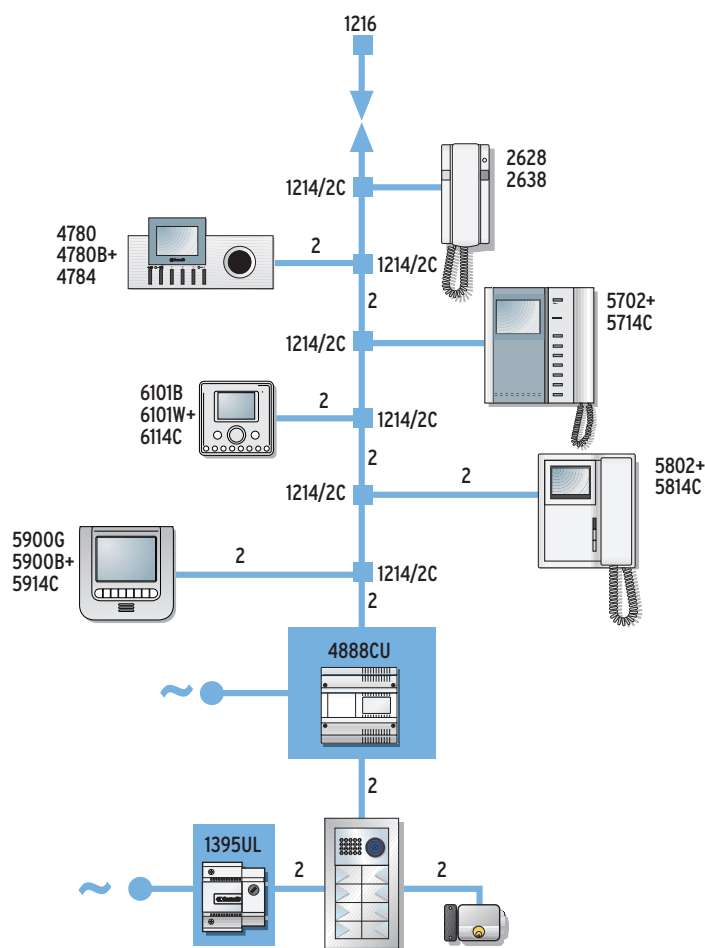 1216
1214/2C
2628
2638
4780
4780B+
4784
2
1214/2C
2
1214/2C
5702+
5714C
6101B
6101W+
6114C
2
1214/2C
2
1214/2C
2
5802+
5814C
5900G
5900B+
5914C
2
1214/2C
2
4888CU
2
1395UL
2
2